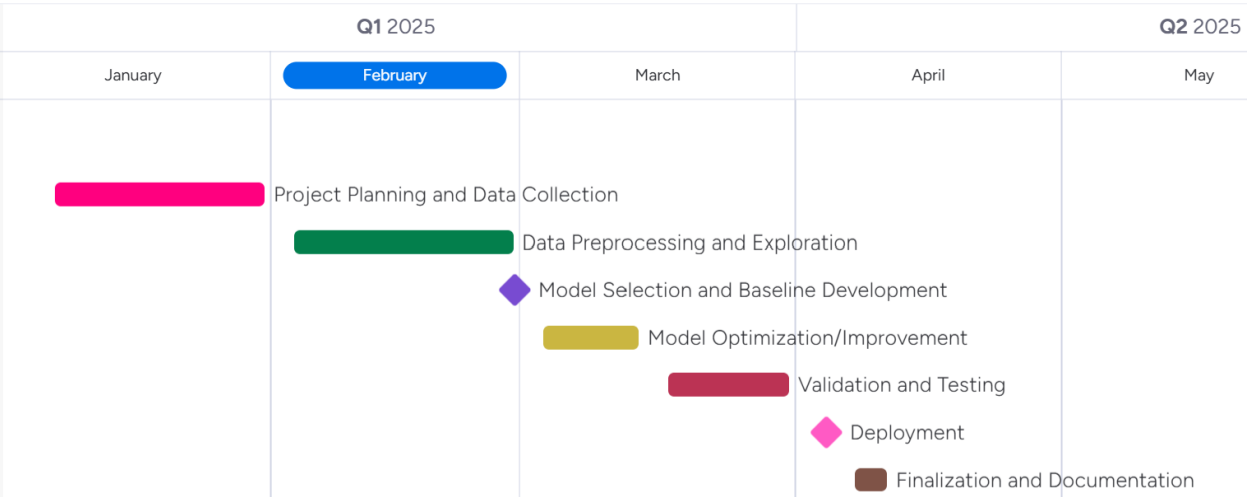 Q1 2025
Q2 2025
January
February
March
April
May
Project Planning and Data Collection
Data Preprocessing and Exploration
Model Selection and Baseline Development
Model Optimization/Improvement
Validation and Testing
Deployment
Finalization and Documentation